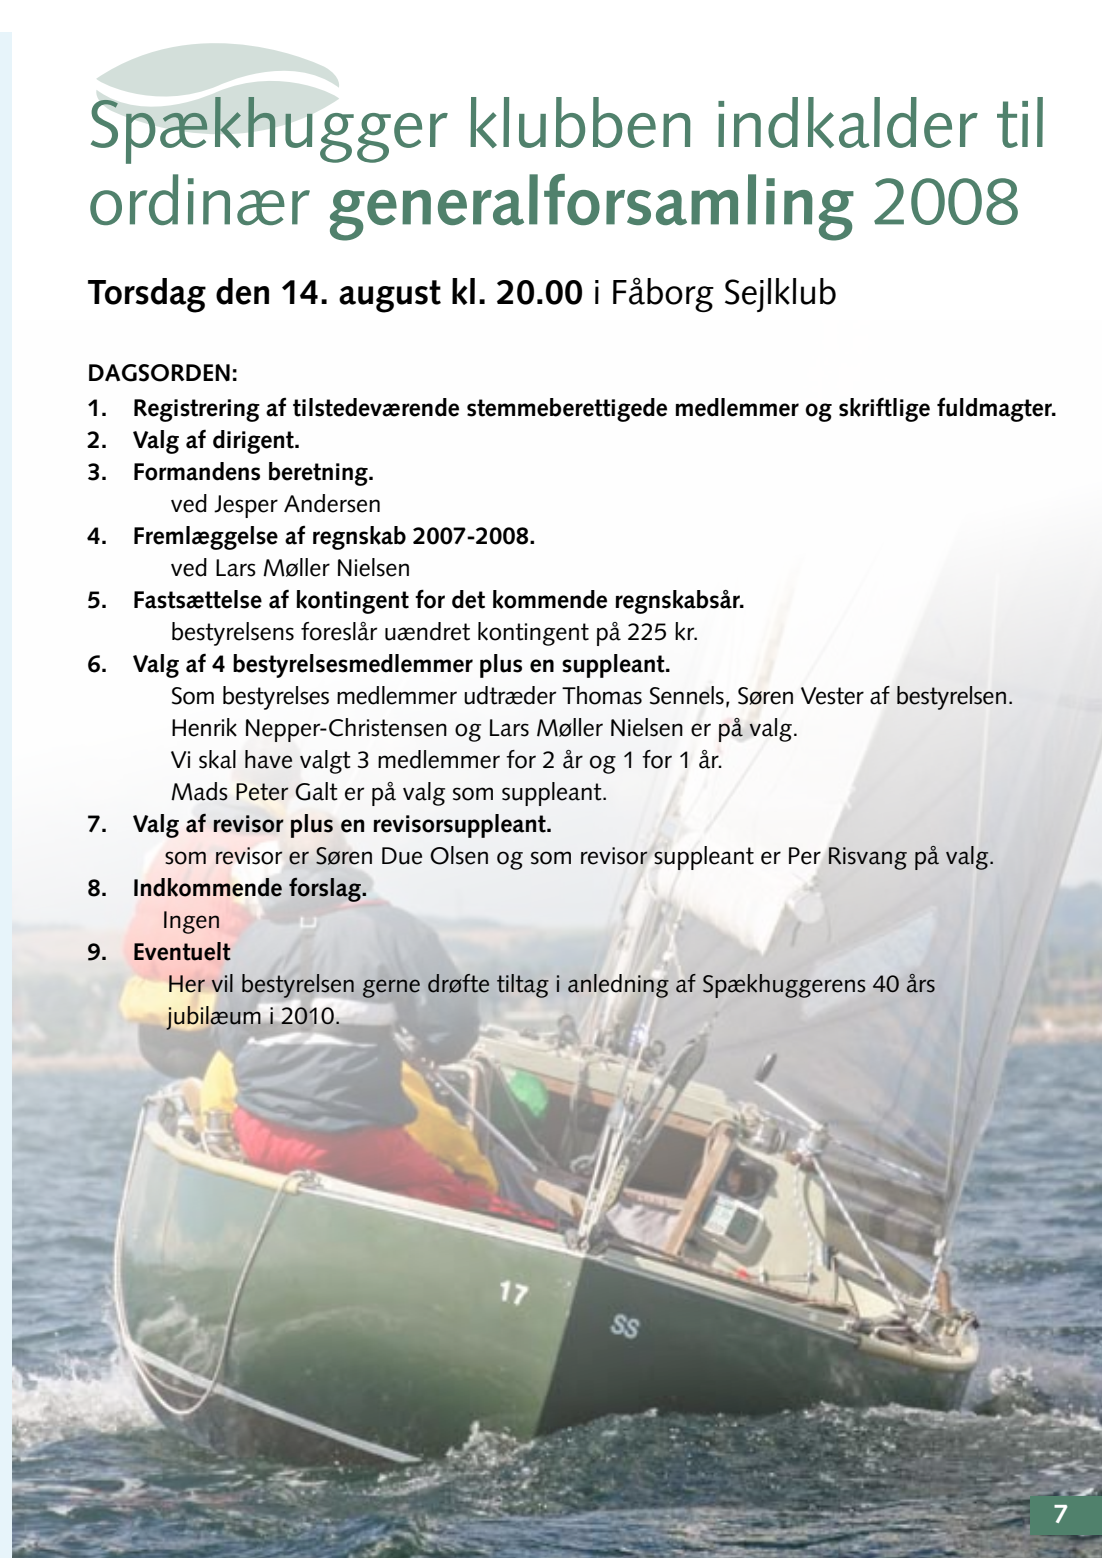 Spækhugger klubben indkalder til
ordinær generalforsamling 2008
Torsdag den 14. august kl. 20.00 i Fåborg Sejlklub
DAGSORDEN:
1. Registrering af tilstedeværende stemmeberettigede medlemmer og skriftlige fuldmagter.
2. Valg af dirigent.
3. Formandens beretning.
ved Jesper Andersen
4. Fremlæggelse af regnskab 2007-2008.
ved Lars Møller Nielsen
5. Fastsættelse af kontingent for det kommende regnskabsår.
bestyrelsens foreslår uændret kontingent på 225 kr.
6. Valg af 4 bestyrelsesmedlemmer plus en suppleant.
Som bestyrelses medlemmer udtræder Thomas Sennels, Søren Vester af bestyrelsen.
Henrik Nepper-Christensen og Lars Møller Nielsen er på valg.
Vi skal have valgt 3 medlemmer for 2 år og 1 for 1 år.
Mads Peter Galt er på valg som suppleant.
7. Valg af revisor plus en revisorsuppleant.
som revisor er Søren Due Olsen og som revisor suppleant er Per Risvang på valg.
8. Indkommende forslag.
Ingen
9. Eventuelt
Her vil bestyrelsen gerne drøfte tiltag i anledning af Spækhuggerens 40 års
jubilæum i 2010.
17
SS
7